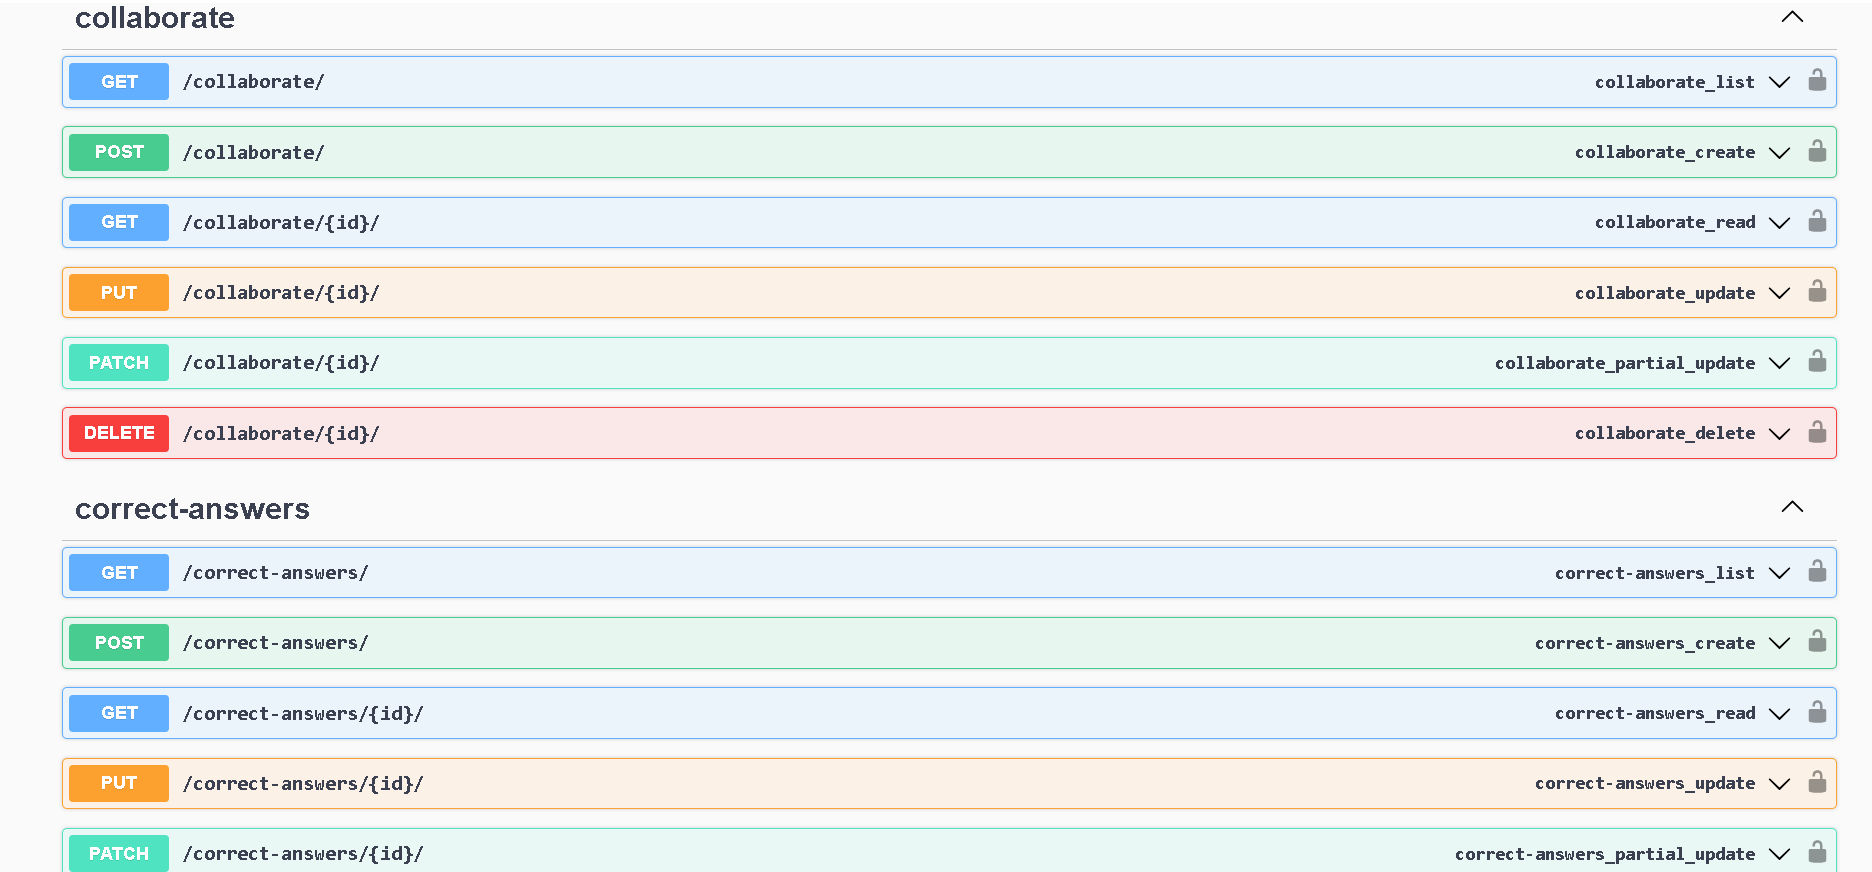 collaborate
GET /collaborate/ collaborate_list
POST /collaborate/ collaborate_create
GET /collaborate/{id}/ collaborate_read
PUT /collaborate/{id}/ collaborate_update
PATCH /collaborate/{id}/ collaborate_partial_update
DELETE /collaborate/{id}/ collaborate_delete
correct-answers
GET /correct-answers/ correct-answers_list
POST /correct-answers/ correct-answers_create
GET /correct-answers/{id}/ correct-answers_read
PUT /correct-answers/{id}/ correct-answers_update
PATCH /correct-answers/{id}/ correct-answers_partial_update